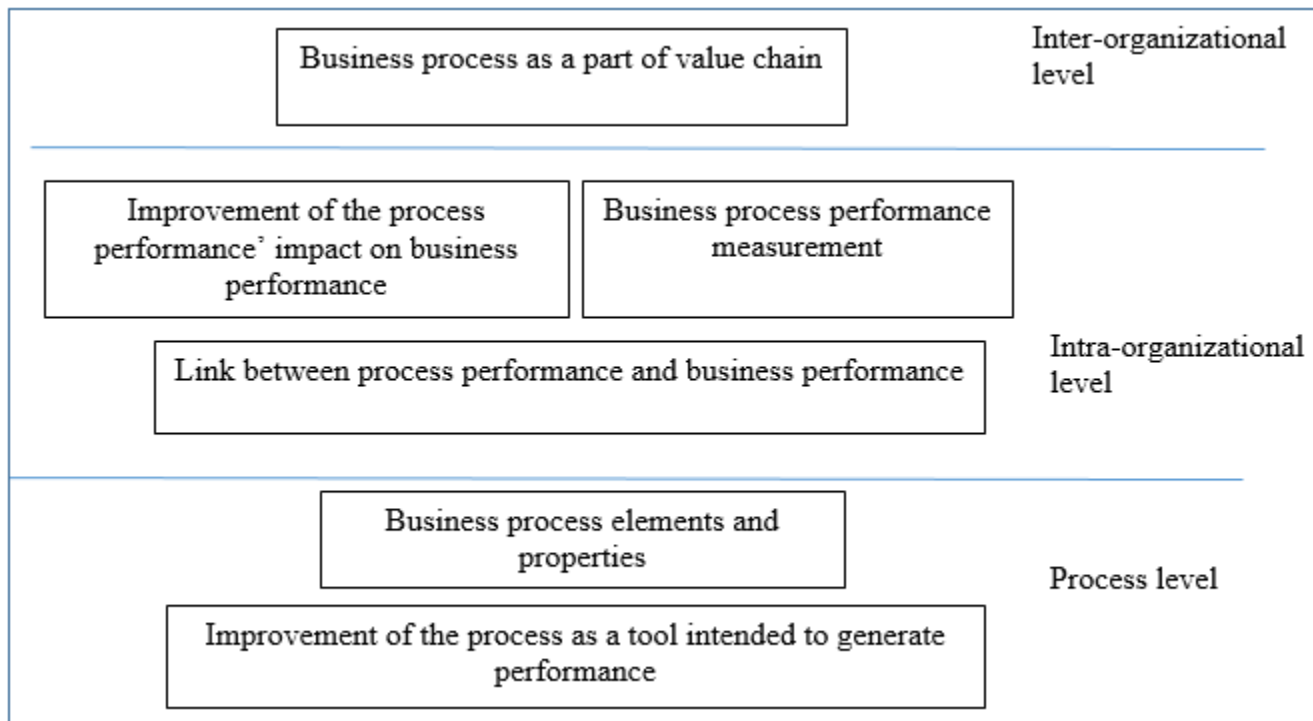 Business process as a part of value chain
Inter-organizational
level
Improvement of the process
performance’ impact on business
performance
Business process performance
measurement
Link between process performance and business performance
Intra-organizational
level
Business process elements and
properties
Process level
Improvement of the process as a tool intended to generate
performance